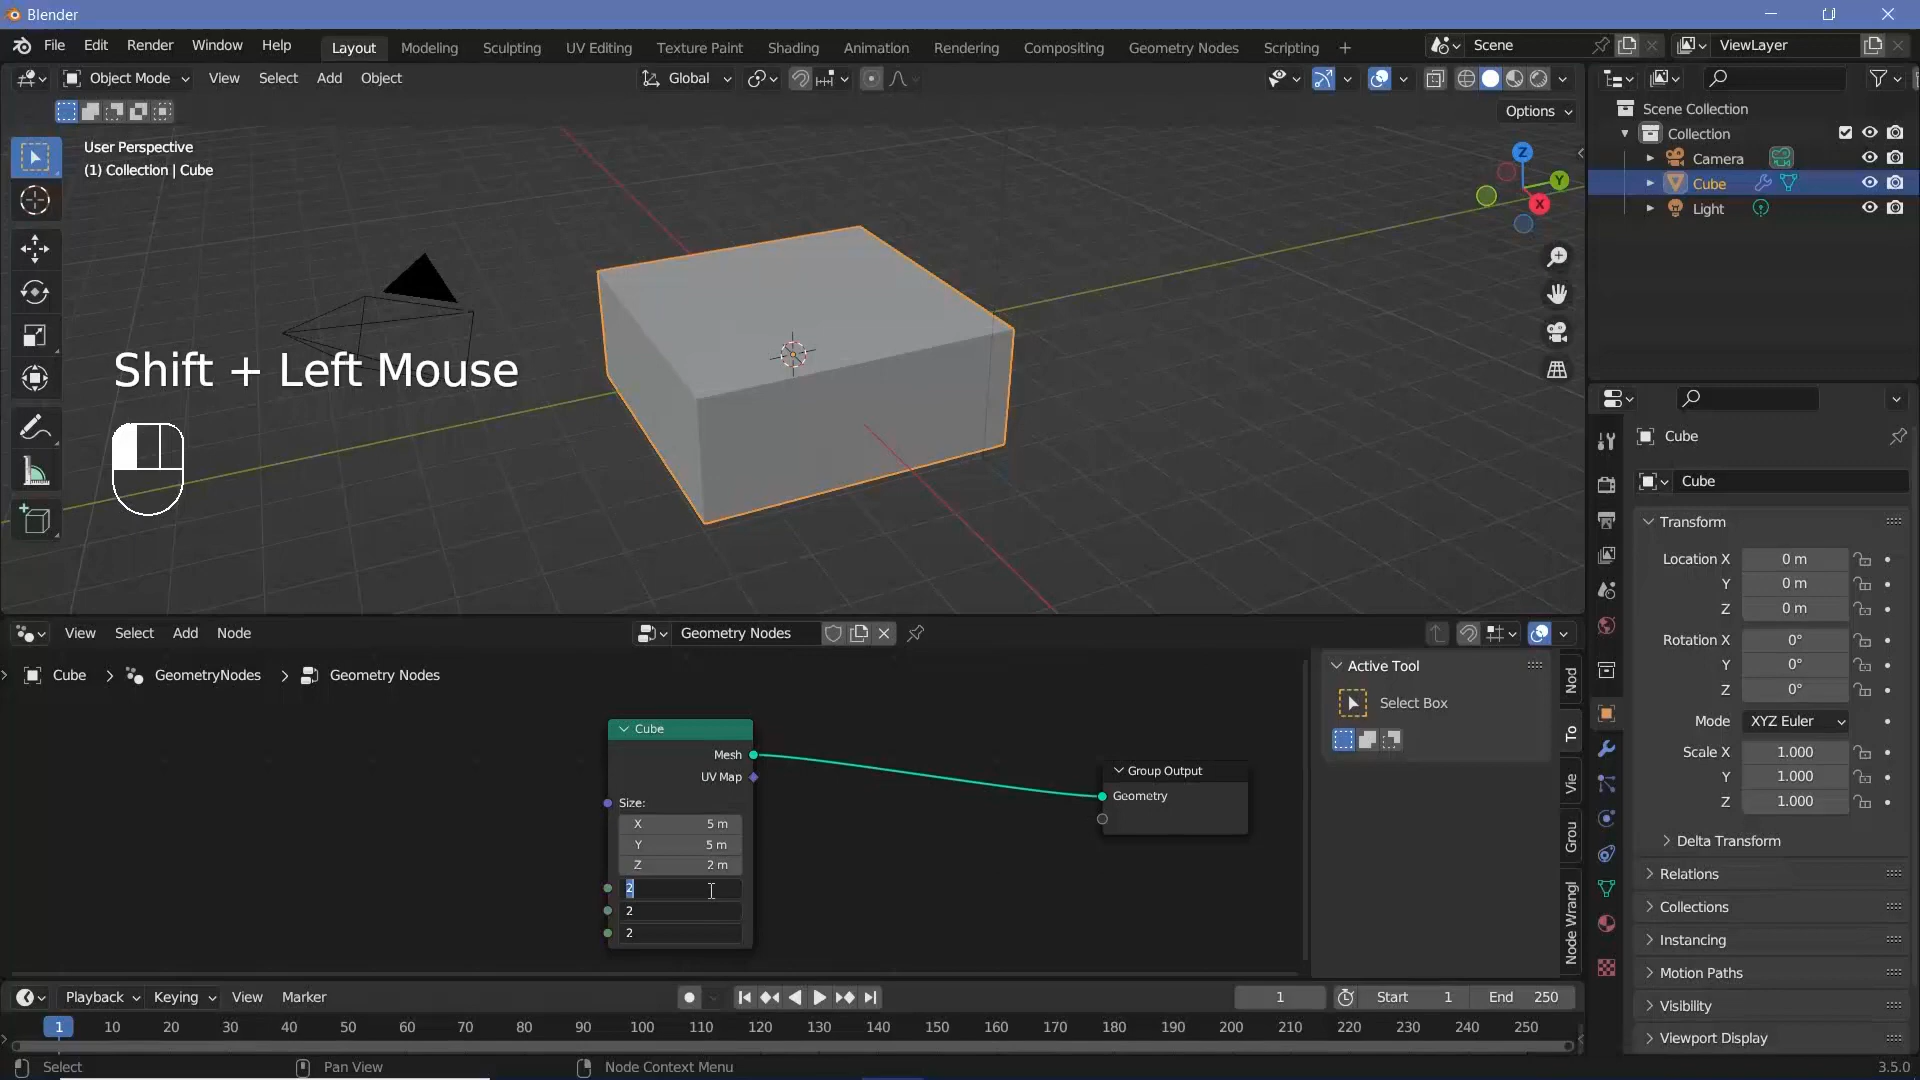 Blender
File Edit Render Window Help Layout Modeling Sculpting UV Editing Texture Paint Shading Animation Rendering Compositing Geometry Nodes Scripting + Scene ViewLayer
Object Mode View Select Add Object Global
Options
User Perspective
(1) Collection | Cube
Z
Y
X
Shift + Left Mouse
Scene Collection
Collection
Camera
Cube
Light
Cube
Cube
Transform
Location X 0 m
Y 0 m
Z 0 m
Rotation X 0°
Y 0°
Z 0°
Mode XYZ Euler
Scale X 1.000
Y 1.000
Z 1.000
Delta Transform
Relations
Collections
Instancing
Motion Paths
Visibility
Viewport Display
View Select Add Node Geometry Nodes
Cube > GeometryNodes > Geometry Nodes
Cube
Mesh
UV Map
Size:
X 5 m
Y 5 m
Z 2 m
2
2
2
Group Output
Geometry
Active Tool
Select Box
Nod
To
Vie
Grou
Node Wrangl
Playback Keying View Marker 1 Start 1 End 250
1 10 20 30 40 50 60 70 80 90 100 110 120 130 140 150 160 170 180 190 200 210 220 230 240 250
Select Pan View Node Context Menu 3.5.0